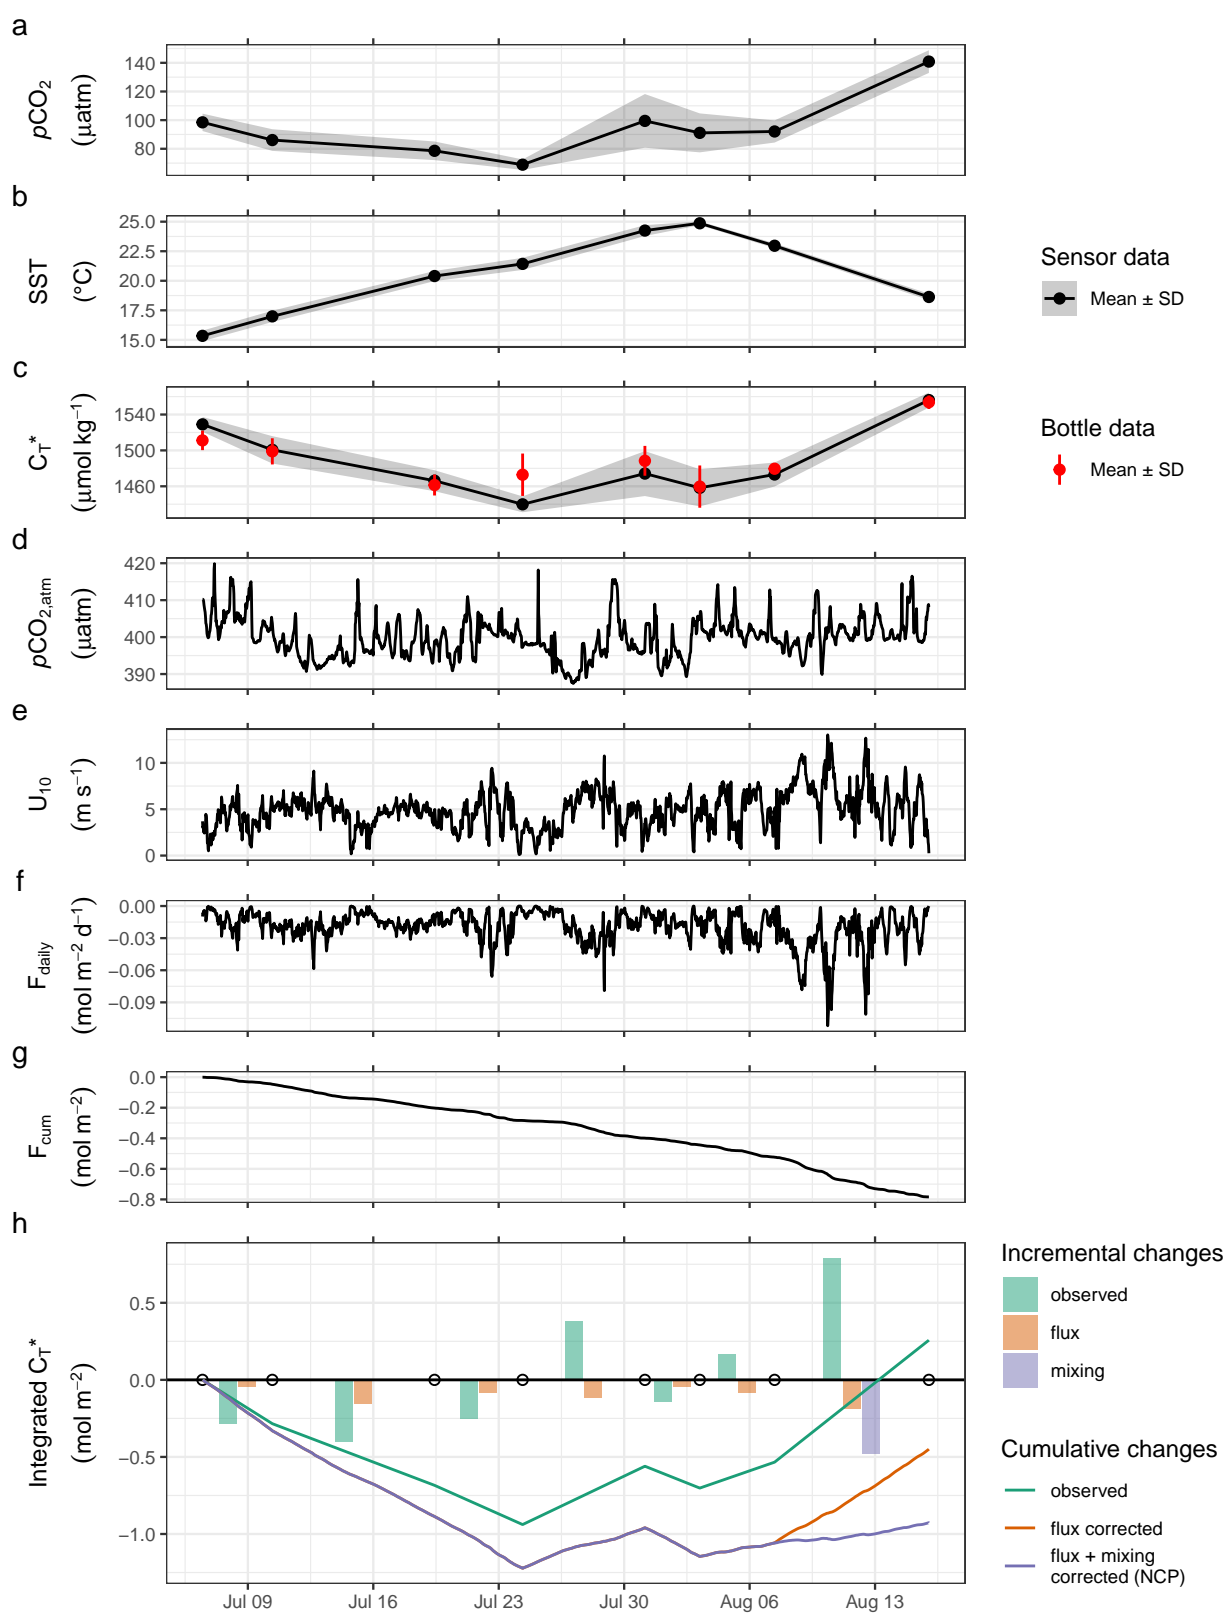 a
pCO₂
(µatm)
140
120
100
80
b
SST
(°C)
25.0
22.5
20.0
17.5
15.0
Sensor data
Mean ± SD
c
C_T*
(µmol kg⁻¹)
1540
1500
1460
Bottle data
Mean ± SD
d
pCO₂,atm
(µatm)
420
410
400
390
e
U₁₀
(m s⁻¹)
10
5
0
f
F_daily
(mol m⁻² d⁻¹)
0.00
−0.03
−0.06
−0.09
g
F_cum
(mol m⁻²)
0.0
−0.2
−0.4
−0.6
−0.8
h
Integrated C_T*
(mol m⁻²)
0.5
0.0
−0.5
−1.0
Jul 09 Jul 16 Jul 23 Jul 30 Aug 06 Aug 13
Incremental changes
observed
flux
mixing
Cumulative changes
observed
flux corrected
flux + mixing
corrected (NCP)